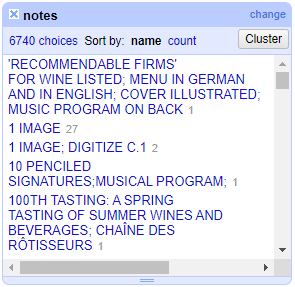 notes change
6740 choices Sort by: name count Cluster
'RECOMMENDABLE FIRMS'
FOR WINE LISTED; MENU IN GERMAN
AND IN ENGLISH; COVER ILLUSTRATED;
MUSIC PROGRAM ON BACK 1
1 IMAGE 27
1 IMAGE; DIGITIZE C.1 2
10 PENCILED
SIGNATURES;MUSICAL PROGRAM; 1
100TH TASTING: A SPRING
TASTING OF SUMMER WINES AND
BEVERAGES; CHAÎNE DES
RÔTISSEURS 1